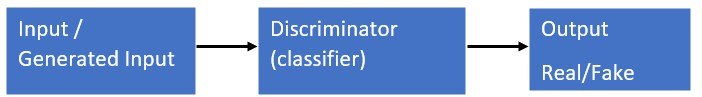 Input /
Generated Input
Discriminator
(classifier)
Output
Real/Fake